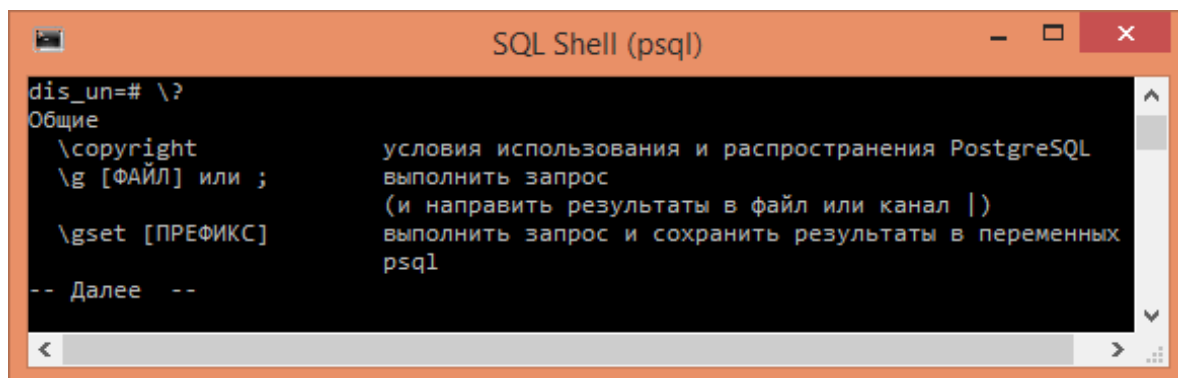 SQL Shell (psql)
dis_un=# \?
Общие
\copyright условия использования и распространения PostgreSQL
\g [ФАЙЛ] или ; выполнить запрос
(и направить результаты в файл или канал |)
\gset [ПРЕФИКС] выполнить запрос и сохранить результаты в переменных
psql
-- Далее --